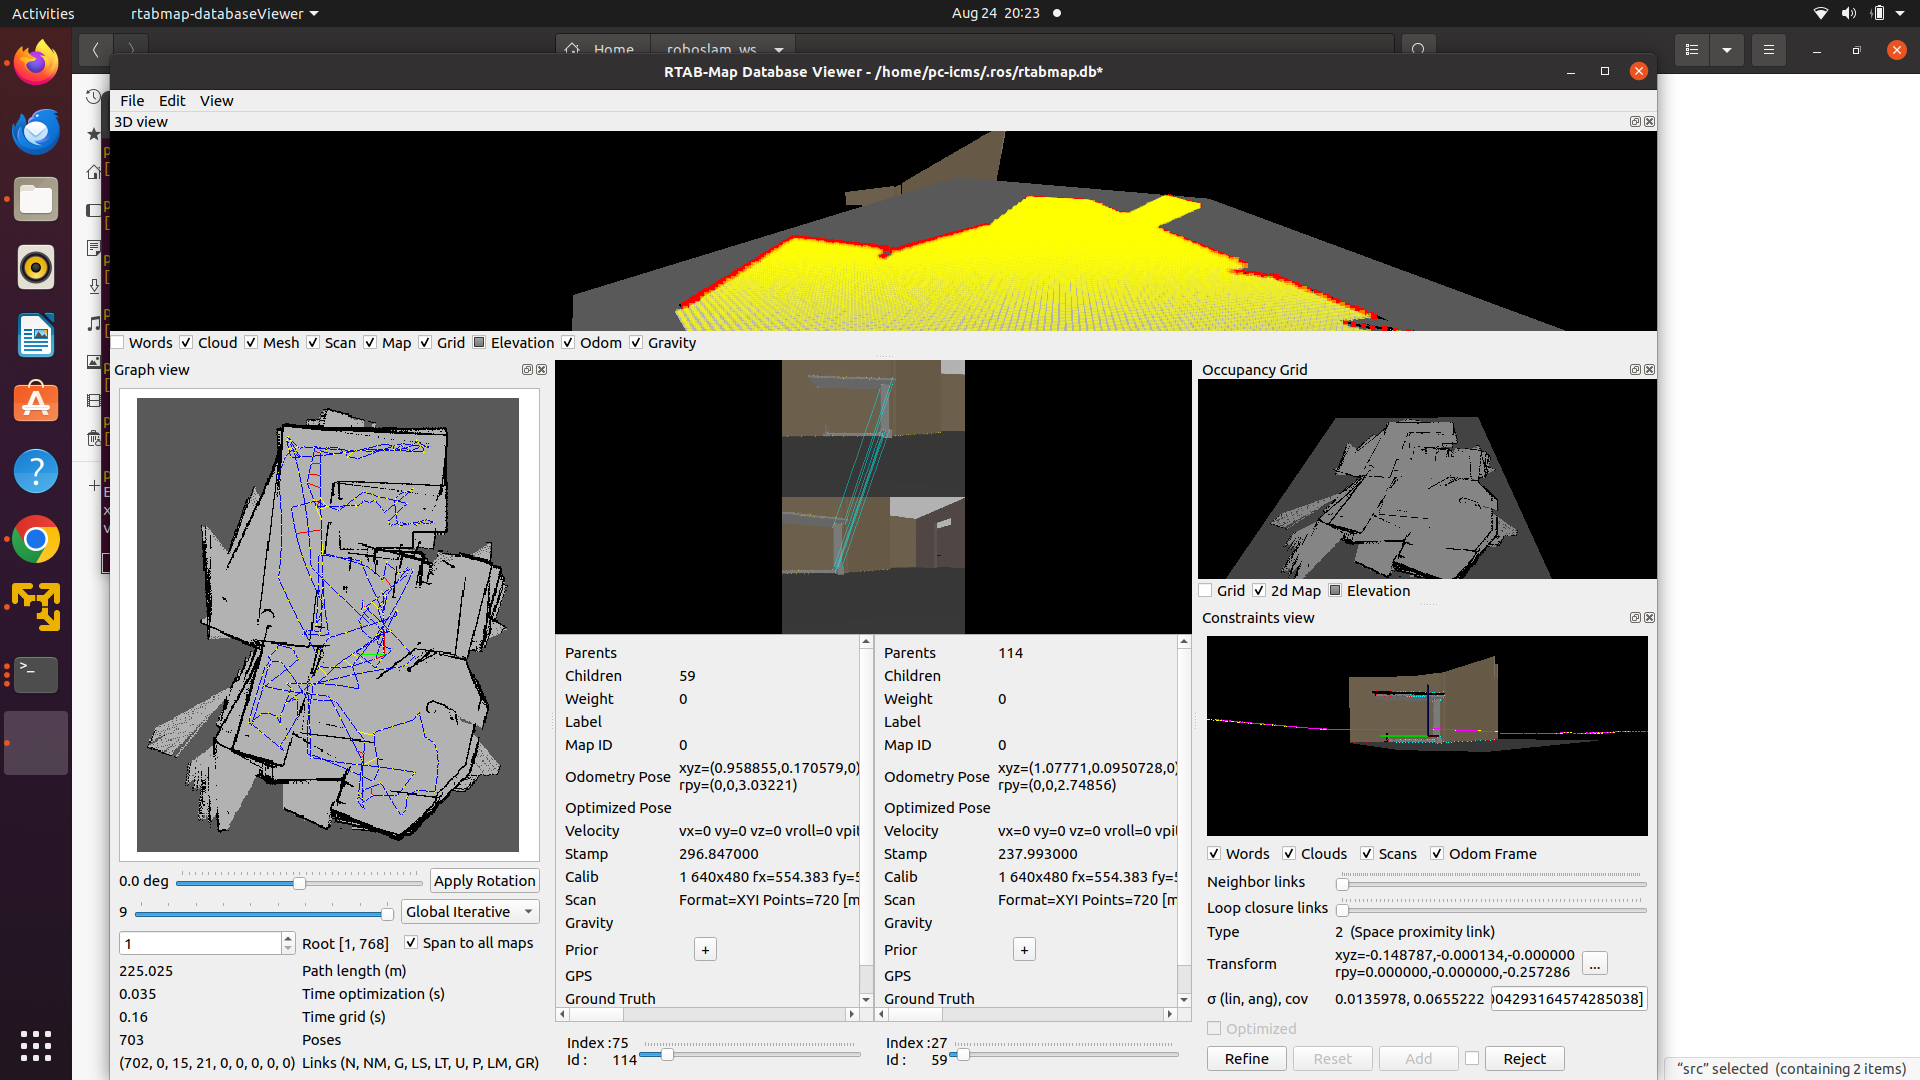 Activities
rtabmap-databaseViewer
Aug 24 20:23
Home
roboslam_ws
RTAB-Map Database Viewer - /home/pc-icms/.ros/rtabmap.db*
File Edit View
3D view
Words Cloud Mesh Scan Map Grid Elevation Odom Gravity
Graph view
0.0 deg
Apply Rotation
9
Global Iterative
1
Root [1, 768]
Span to all maps
225.025 Path length (m)
0.035 Time optimization (s)
0.16 Time grid (s)
703 Poses
(702, 0, 15, 21, 0, 0, 0, 0, 0) Links (N, NM, G, LS, LT, U, P, LM, GR)
Parents
Children 59
Weight 0
Label
Map ID 0
Odometry Pose xyz=(0.958855,0.170579,0)
rpy=(0,0,3.03221)
Optimized Pose
Velocity vx=0 vy=0 vz=0 vroll=0
Stamp 296.847000
Calib 1 640x480 fx=554.383
Scan Format=XYI Points=720
Gravity
Prior +
GPS
Ground Truth
Index :75
Id : 114
Parents 114
Children
Weight 0
Label
Map ID 0
Odometry Pose xyz=(1.07771,0.0950728,0)
rpy=(0,0,2.74856)
Optimized Pose
Velocity vx=0 vy=0 vz=0 vroll=0
Stamp 237.993000
Calib 1 640x480 fx=554.383
Scan Format=XYI Points=720
Gravity
Prior +
GPS
Ground Truth
Index :27
Id : 59
Occupancy Grid
Grid 2d Map Elevation
Constraints view
Words Clouds Scans Odom Frame
Neighbor links
Loop closure links
Type 2 (Space proximity link)
Transform xyz=-0.148787,-0.000134,-0.000000
rpy=0.000000,-0.000000,-0.257286
...
σ (lin, ang), cov 0.0135978, 0.0655222 004293164574285038]
Optimized
Refine Reset Add Reject
"src" selected (containing 2 items)